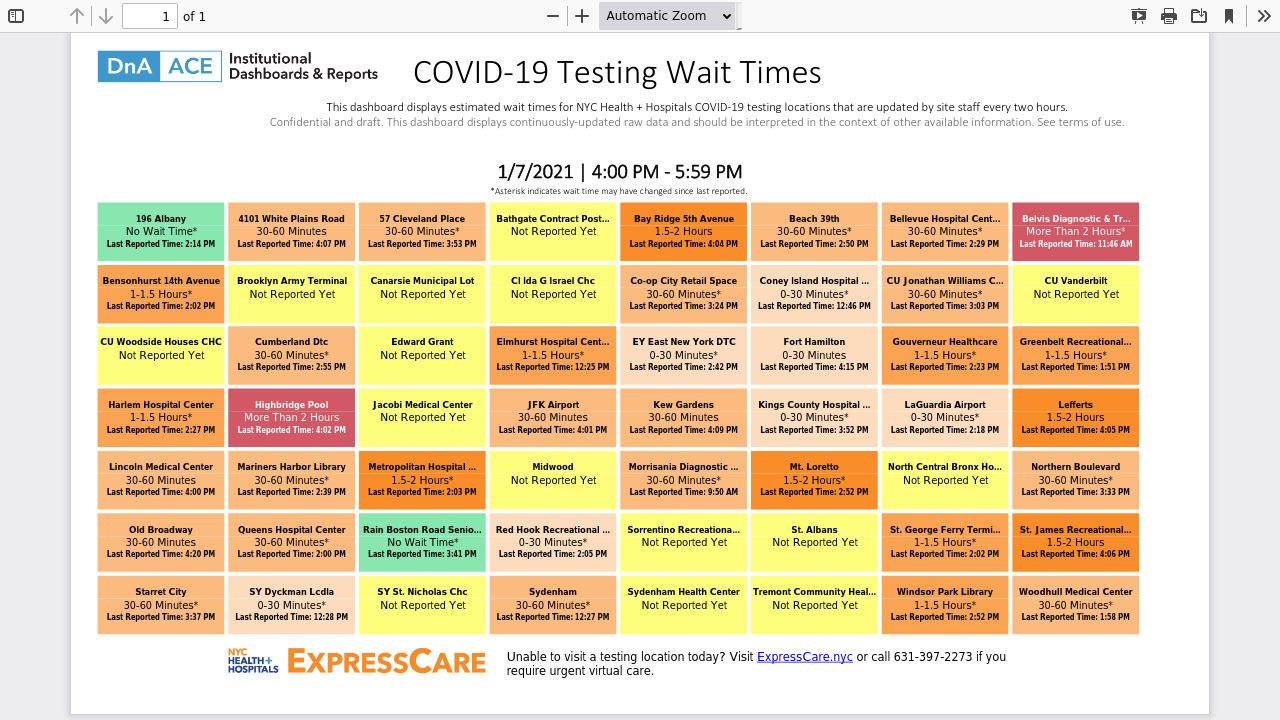 1 of 1
Automatic Zoom
DnA ACE Institutional
Dashboards & Reports
COVID-19 Testing Wait Times
This dashboard displays estimated wait times for NYC Health + Hospitals COVID-19 testing locations that are updated by site staff every two hours.
Confidential and draft. This dashboard displays continuously-updated raw data and should be interpreted in the context of other available information. See terms of use.
1/7/2021 | 4:00 PM - 5:59 PM
*Asterisk indicates wait time may have changed since last reported.
196 Albany
No Wait Time*
Last Reported Time: 2:14 PM
4101 White Plains Road
30-60 Minutes
Last Reported Time: 4:07 PM
57 Cleveland Place
30-60 Minutes*
Last Reported Time: 3:53 PM
Bathgate Contract Post...
Not Reported Yet
Bay Ridge 5th Avenue
1.5-2 Hours
Last Reported Time: 4:04 PM
Beach 39th
30-60 Minutes*
Last Reported Time: 2:50 PM
Bellevue Hospital Cent...
30-60 Minutes*
Last Reported Time: 2:29 PM
Belvis Diagnostic & Tr...
More Than 2 Hours*
Last Reported Time: 11:46 AM
Bensonhurst 14th Avenue
1-1.5 Hours*
Last Reported Time: 2:02 PM
Brooklyn Army Terminal
Not Reported Yet
Canarsie Municipal Lot
Not Reported Yet
CI Ida G Israel Chc
Not Reported Yet
Co-op City Retail Space
30-60 Minutes*
Last Reported Time: 3:24 PM
Coney Island Hospital ...
0-30 Minutes*
Last Reported Time: 12:46 PM
CU Jonathan Williams C...
30-60 Minutes*
Last Reported Time: 3:03 PM
CU Vanderbilt
Not Reported Yet
CU Woodside Houses CHC
Not Reported Yet
Cumberland Dtc
30-60 Minutes*
Last Reported Time: 2:55 PM
Edward Grant
Not Reported Yet
Elmhurst Hospital Cent...
1-1.5 Hours*
Last Reported Time: 12:25 PM
EY East New York DTC
0-30 Minutes*
Last Reported Time: 2:42 PM
Fort Hamilton
0-30 Minutes
Last Reported Time: 4:15 PM
Gouverneur Healthcare
1-1.5 Hours*
Last Reported Time: 2:23 PM
Greenbelt Recreational...
1-1.5 Hours*
Last Reported Time: 1:51 PM
Harlem Hospital Center
1-1.5 Hours*
Last Reported Time: 2:27 PM
Highbridge Pool
More Than 2 Hours
Last Reported Time: 4:02 PM
Jacobi Medical Center
Not Reported Yet
JFK Airport
30-60 Minutes
Last Reported Time: 4:01 PM
Kew Gardens
30-60 Minutes
Last Reported Time: 4:09 PM
Kings County Hospital ...
0-30 Minutes*
Last Reported Time: 3:52 PM
LaGuardia Airport
0-30 Minutes*
Last Reported Time: 2:18 PM
Lefferts
1.5-2 Hours
Last Reported Time: 4:05 PM
Lincoln Medical Center
30-60 Minutes
Last Reported Time: 4:00 PM
Mariners Harbor Library
30-60 Minutes*
Last Reported Time: 2:39 PM
Metropolitan Hospital ...
1.5-2 Hours*
Last Reported Time: 2:03 PM
Midwood
Not Reported Yet
Morrisania Diagnostic ...
30-60 Minutes*
Last Reported Time: 9:50 AM
Mt. Loretto
1.5-2 Hours*
Last Reported Time: 2:52 PM
North Central Bronx Ho...
Not Reported Yet
Northern Boulevard
30-60 Minutes*
Last Reported Time: 3:33 PM
Old Broadway
30-60 Minutes
Last Reported Time: 4:20 PM
Queens Hospital Center
30-60 Minutes*
Last Reported Time: 2:00 PM
Rain Boston Road Senio...
No Wait Time*
Last Reported Time: 3:41 PM
Red Hook Recreational ...
0-30 Minutes*
Last Reported Time: 2:05 PM
Sorrentino Recreationa...
Not Reported Yet
St. Albans
Not Reported Yet
St. George Ferry Termi...
1-1.5 Hours*
Last Reported Time: 2:02 PM
St. James Recreational...
1.5-2 Hours
Last Reported Time: 4:06 PM
Starret City
30-60 Minutes*
Last Reported Time: 3:37 PM
SY Dyckman Lcdla
0-30 Minutes*
Last Reported Time: 12:28 PM
SY St. Nicholas Chc
Not Reported Yet
Sydenham
30-60 Minutes*
Last Reported Time: 12:27 PM
Sydenham Health Center
Not Reported Yet
Tremont Community Heal...
Not Reported Yet
Windsor Park Library
1-1.5 Hours*
Last Reported Time: 2:52 PM
Woodhull Medical Center
30-60 Minutes*
Last Reported Time: 1:58 PM
NYC
HEALTH+
HOSPITALS
EXPRESSCARE
Unable to visit a testing location today? Visit ExpressCare.nyc or call 631-397-2273 if you
require urgent virtual care.